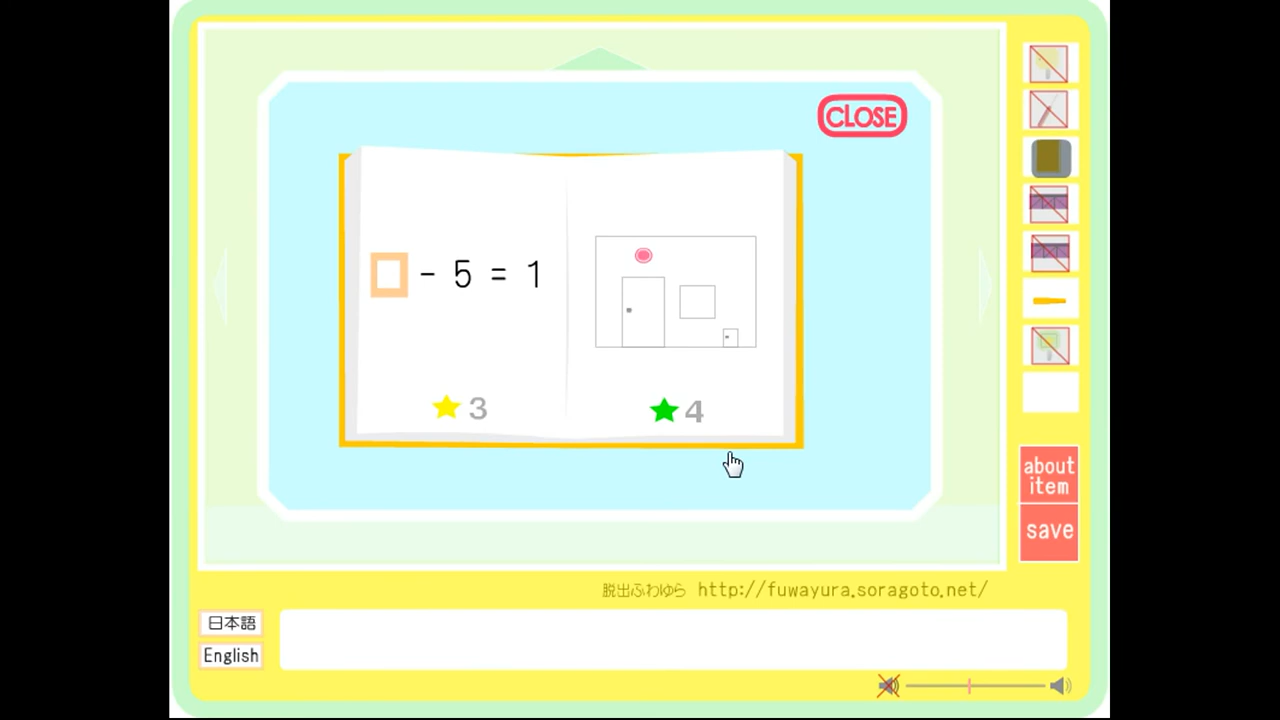 CLOSE
- 5 = 1
3
4
about
item
save
脱出ふわゆら http://fuwayura.soragoto.net/
日本語
English